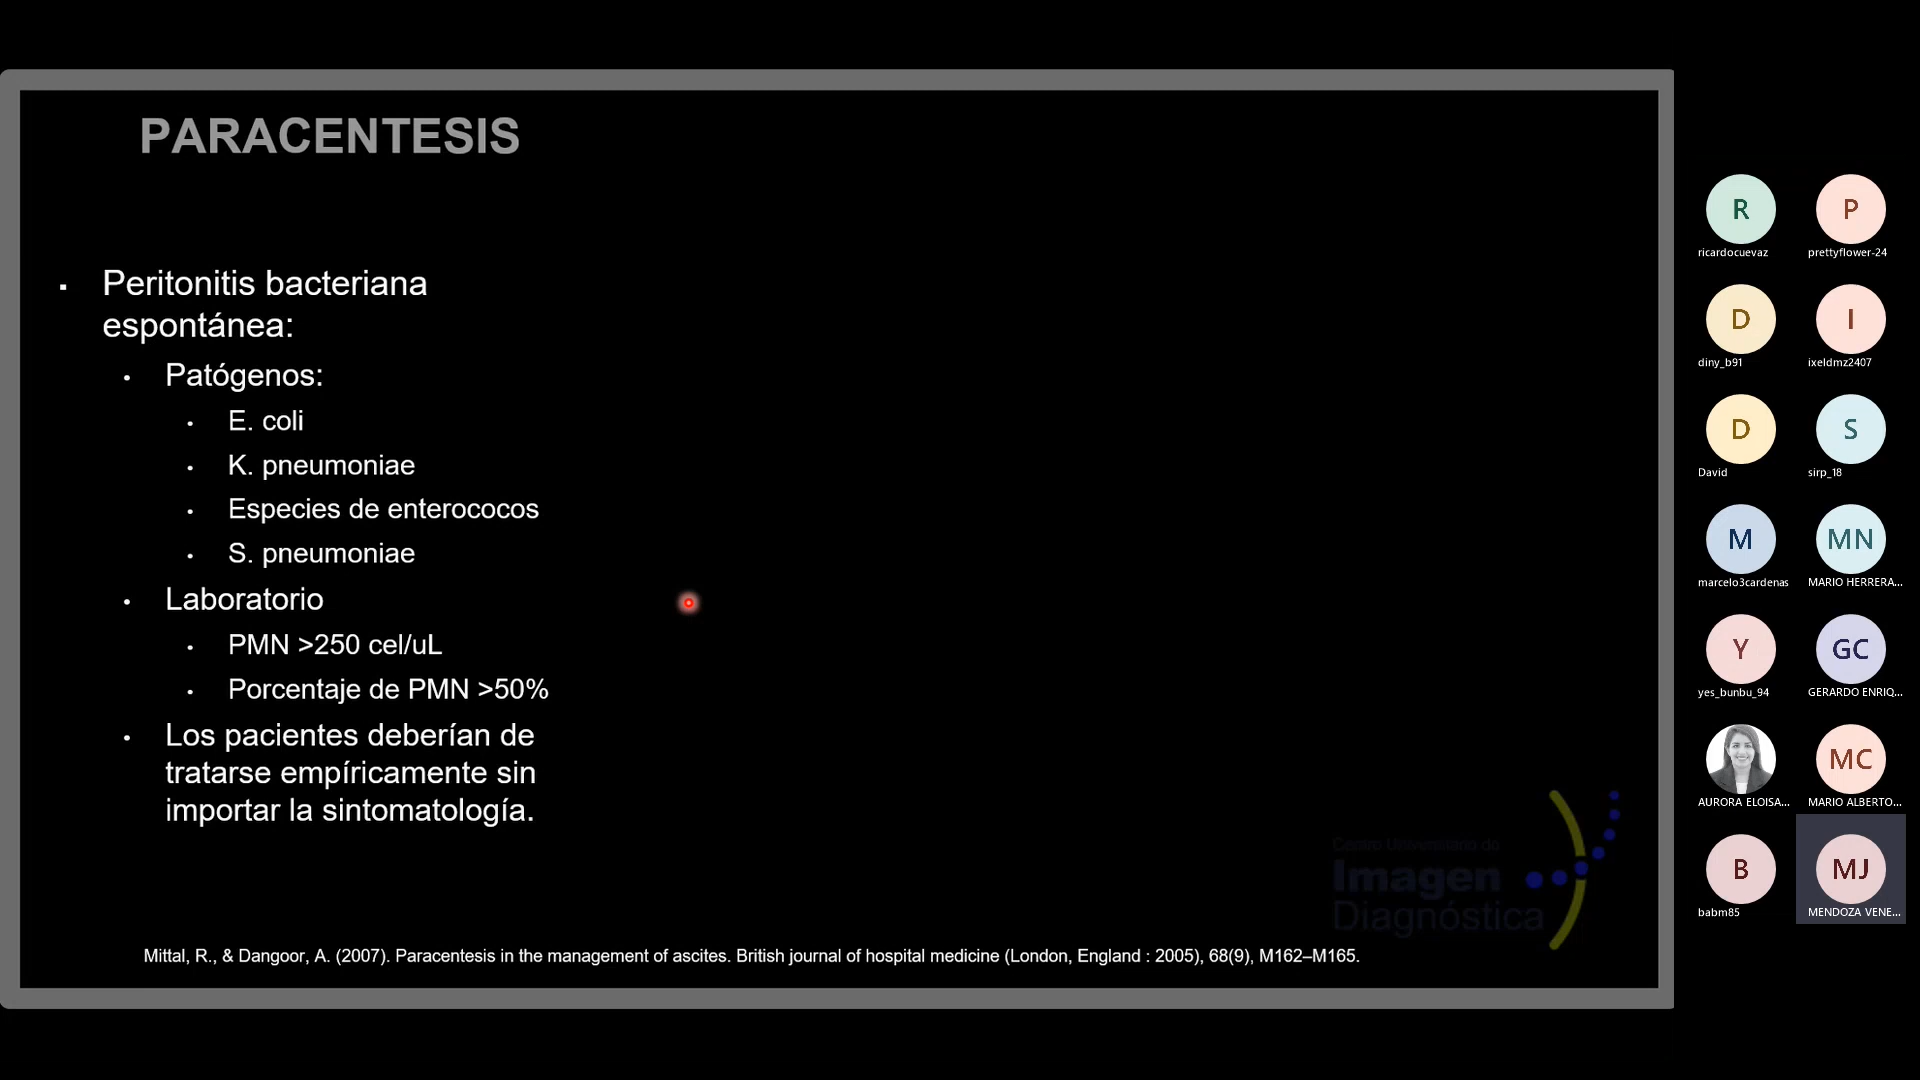 PARACENTESIS
▪ Peritonitis bacteriana
espontánea:
• Patógenos:
• E. coli
• K. pneumoniae
• Especies de enterococos
• S. pneumoniae
• Laboratorio
• PMN >250 cel/uL
• Porcentaje de PMN >50%
• Los pacientes deberían de
tratarse empíricamente sin
importar la sintomatología.
Centro Universitario de
Imagen
Diagnóstica
Mittal, R., & Dangoor, A. (2007). Paracentesis in the management of ascites. British journal of hospital medicine (London, England : 2005), 68(9), M162–M165.
R P
ricardocuevaz prettyflower-24
D I
diny_b91 ixeldmz2407
D S
David sirp_18
M MN
marcelo3cardenas MARIO HERRERA...
Y GC
yes_bunbu_94 GERARDO ENRIQ...
MC
AURORA ELOISA... MARIO ALBERTO...
B MJ
babm85 MENDOZA VENE...